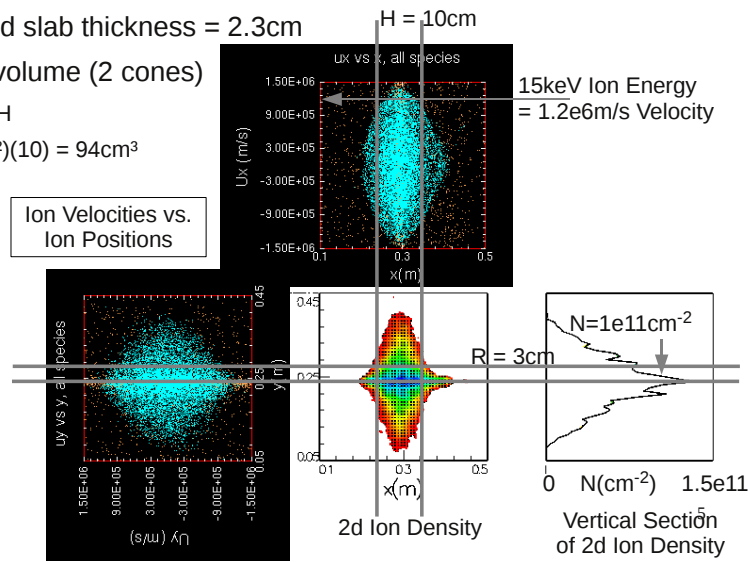 d slab thickness = 2.3cm
H = 10cm
volume (2 cones)
H
²)(10) = 94cm³
ux vs x, all species
1.50E+06
9.00E+05
3.00E+05
-3.00E+05
-9.00E+05
-1.50E+06
Ux (m/s)
0.1 0.3 0.5
x(m)
15keV Ion Energy
= 1.2e6m/s Velocity
Ion Velocities vs.
Ion Positions
uy vs y, all species
0.45
0.25
0.05
y(m)
1.50E+06
9.00E+05
3.00E+05
-3.00E+05
-9.00E+05
-1.50E+06
Uy (m/s)
0.45
0.25
0.05
01 0.3 0.5
x(m)
R = 3cm
2d Ion Density
N=1e11cm⁻²
0 N(cm⁻²) 1.5e11
5
Vertical Section
of 2d Ion Density